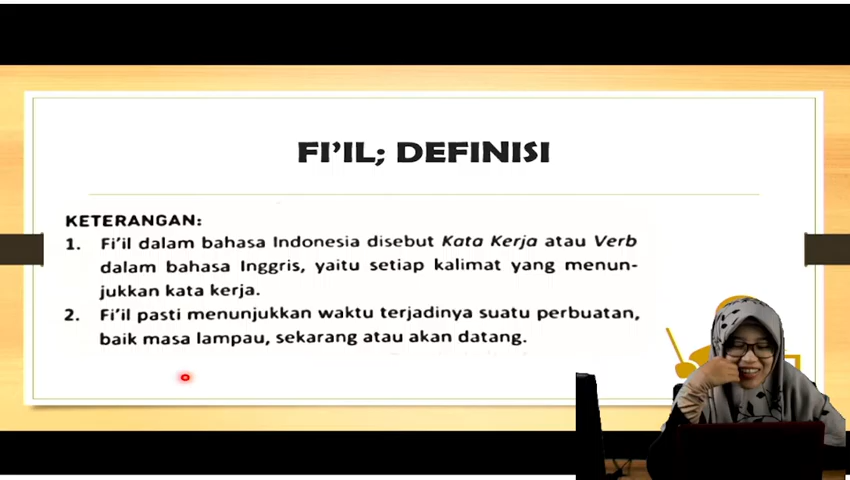 FI'IL; DEFINISI
KETERANGAN:
1. Fi'il dalam bahasa Indonesia disebut Kata Kerja atau Verb
dalam bahasa Inggris, yaitu setiap kalimat yang menun-
jukkan kata kerja.
2. Fi'il pasti menunjukkan waktu terjadinya suatu perbuatan,
baik masa lampau, sekarang atau akan datang.